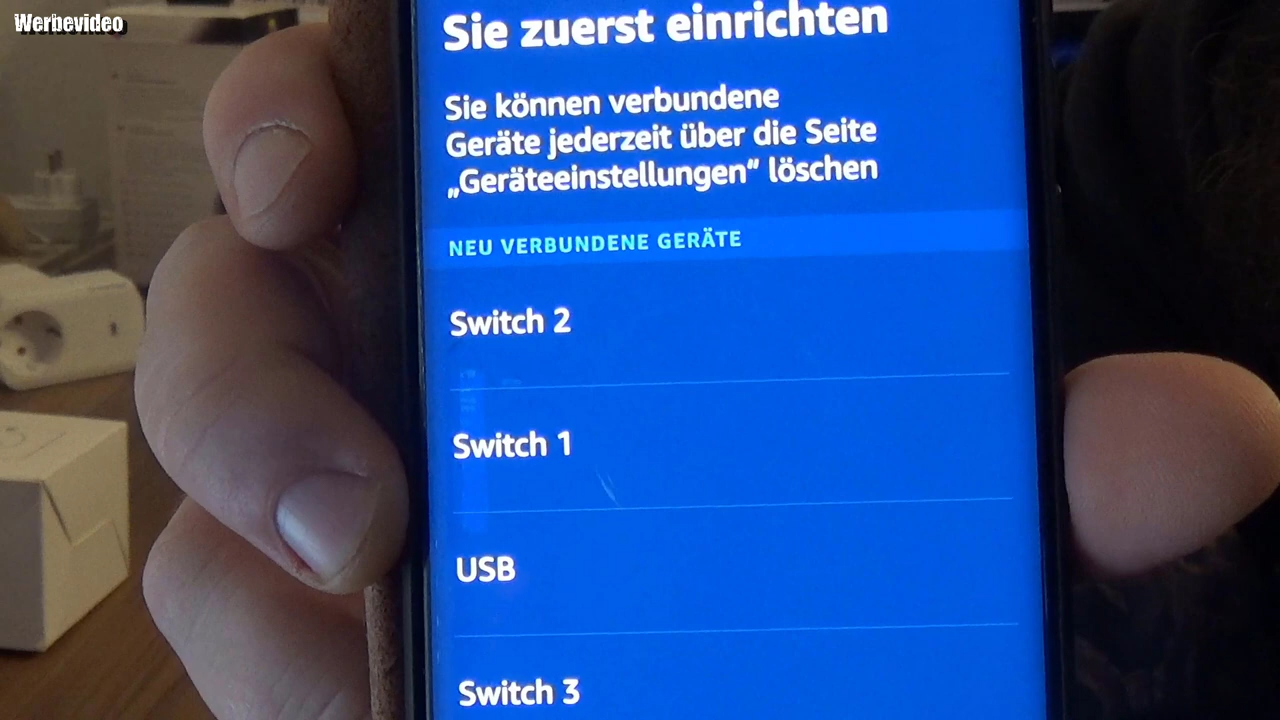 Werbevideo
Sie zuerst einrichten
Sie können verbundene
Geräte jederzeit über die Seite
„Geräteeinstellungen“ löschen
NEU VERBUNDENE GERÄTE
Switch 2
Switch 1
USB
Switch 3